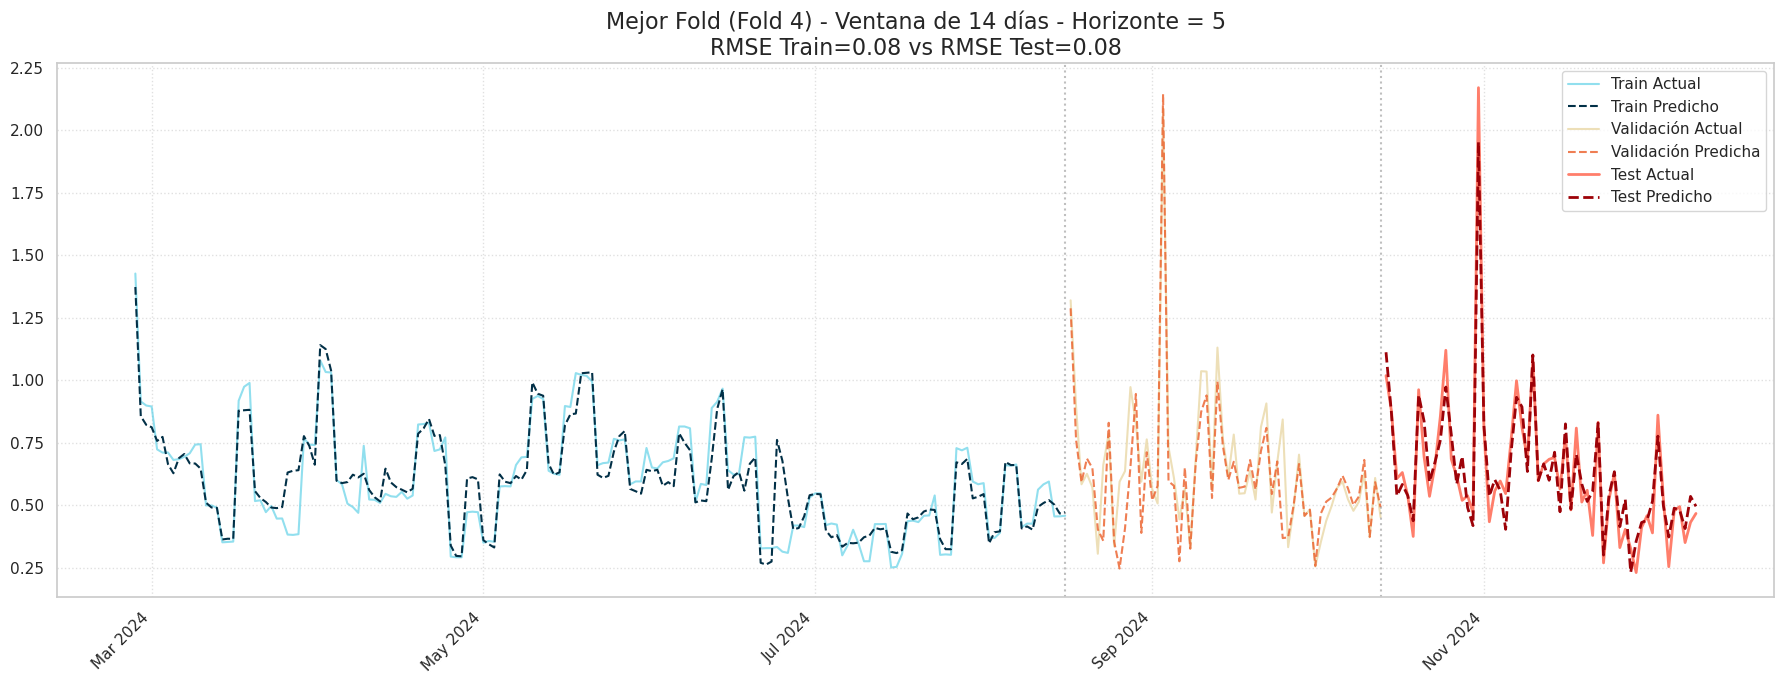 Mejor Fold (Fold 4) - Ventana de 14 días - Horizonte = 5
RMSE Train=0.08 vs RMSE Test=0.08
2.25
2.00
1.75
1.50
1.25
1.00
0.75
0.50
0.25
Train Actual
Train Predicho
Validación Actual
Validación Predicha
Test Actual
Test Predicho
Mar 2024
May 2024
Jul 2024
Sep 2024
Nov 2024